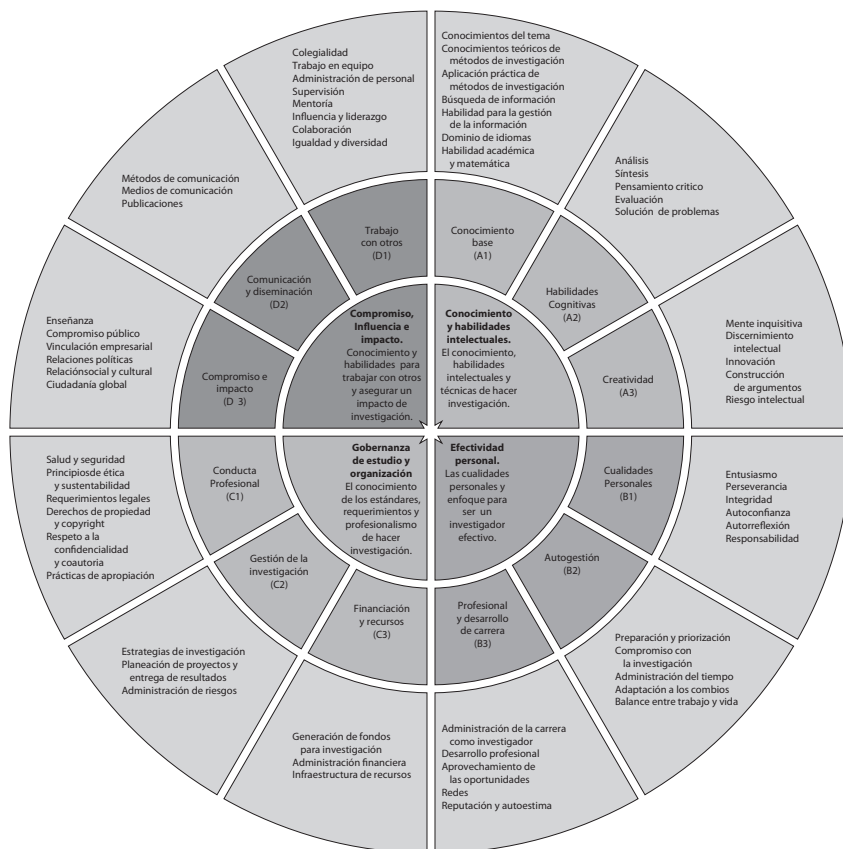 Conocimientos del tema
Conocimientos teóricos de
métodos de investigación
Aplicación práctica de
métodos de investigación
Búsqueda de información
Habilidad para la gestión
de la información
Dominio de idiomas
Habilidad académica
y matemática
Análisis
Síntesis
Pensamiento critico
Evaluación
Solución de problemas
Mente inquisitiva
Discernimiento
intelectual
Innovación
Construcción
de argumentos
Riesgo intelectual
Conocimiento
base
(A1)
Habilidades
Cognitivas
(A2)
Creatividad
(A3)
Conocimiento
y habilidades
intelectuales.
El conocimiento,
habilidades
intelectuales y
técnicas de hacer
investigación.
Efectividad
personal.
Las cualidades
personales y
enfoque para
ser un
investigador
efectivo.
Cualidades
Personales
(B1)
Autogestión
(B2)
Profesional
y desarrollo
de carrera
(B3)
Entusiasmo
Perseverancia
Integridad
Autoconfianza
Autorreflexión
Responsabilidad
Preparación y priorización
Compromiso con
la investigación
Administración del tiempo
Adaptación a los combios
Balance entre trabajo y vida
Administración de la carrera
como investigador
Desarrollo profesional
Aprovechamiento de
las oportunidades
Redes
Reputación y autoestima
Gobernanza
de estudio y
organización
El conocimiento
de los estándares,
requerimientos y
profesionalismo
de hacer
investigación.
Conducta
Profesional
(C1)
Gestión de la
investigación
(C2)
Financiación
y recursos
(C3)
Salud y seguridad
Principiosde ética
y sustentabilidad
Requerimientos legales
Derechos de propiedad
y copyright
Respeto a la
confidencialidad
y coautoria
Prácticas de apropiación
Estrategias de investigación
Planeación de proyectos y
entrega de resultados
Administración de riesgos
Generación de fondos
para investigación
Administración financiera
Infraestructura de recursos
Compromiso,
Influencia e
impacto.
Conocimiento y
habilidades para
trabajar con otros
y asegurar un
impacto de
investigación.
Trabajo
con otros
(D1)
Comunicación
y diseminación
(D2)
Compromiso e
impacto
(D 3)
Colegialidad
Trabajo en equipo
Administración de personal
Supervisión
Mentoría
Influencia y liderazgo
Colaboración
Igualdad y diversidad
Métodos de comunicación
Medios de comunicación
Publicaciones
Enseñanza
Compromiso público
Vinculación empresarial
Relaciones políticas
Relaciónsocial y cultural
Ciudadanía global